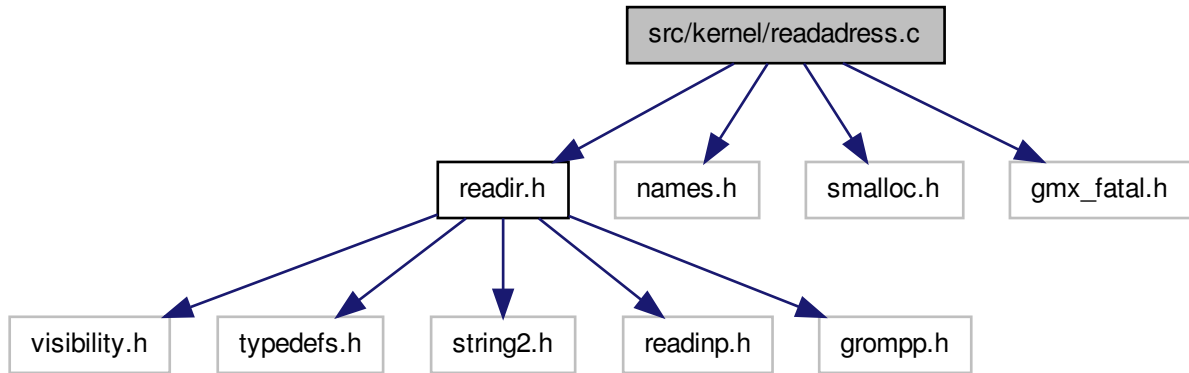 src/kernel/readadress.c
readir.h
names.h
smalloc.h
gmx_fatal.h
visibility.h
typedefs.h
string2.h
readinp.h
grompp.h